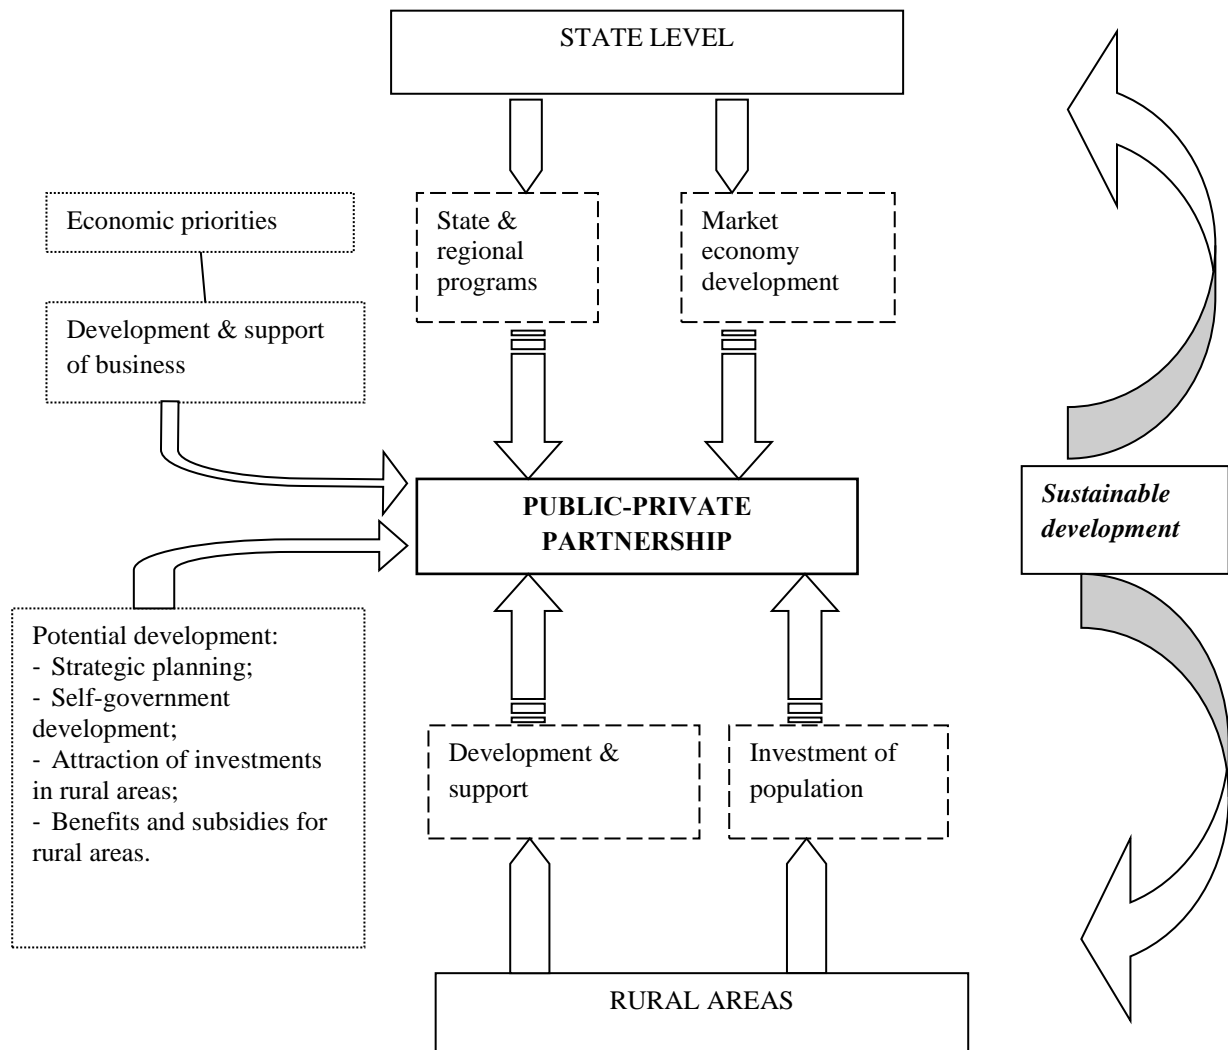 STATE LEVEL
Economic priorities
State &
regional
programs
Market
economy
development
Development & support
of business
PUBLIC-PRIVATE
PARTNERSHIP
Sustainable
development
Potential development:
- Strategic planning;
- Self-government
development;
- Attraction of investments
in rural areas;
- Benefits and subsidies for
rural areas.
Development &
support
Investment of
population
RURAL AREAS